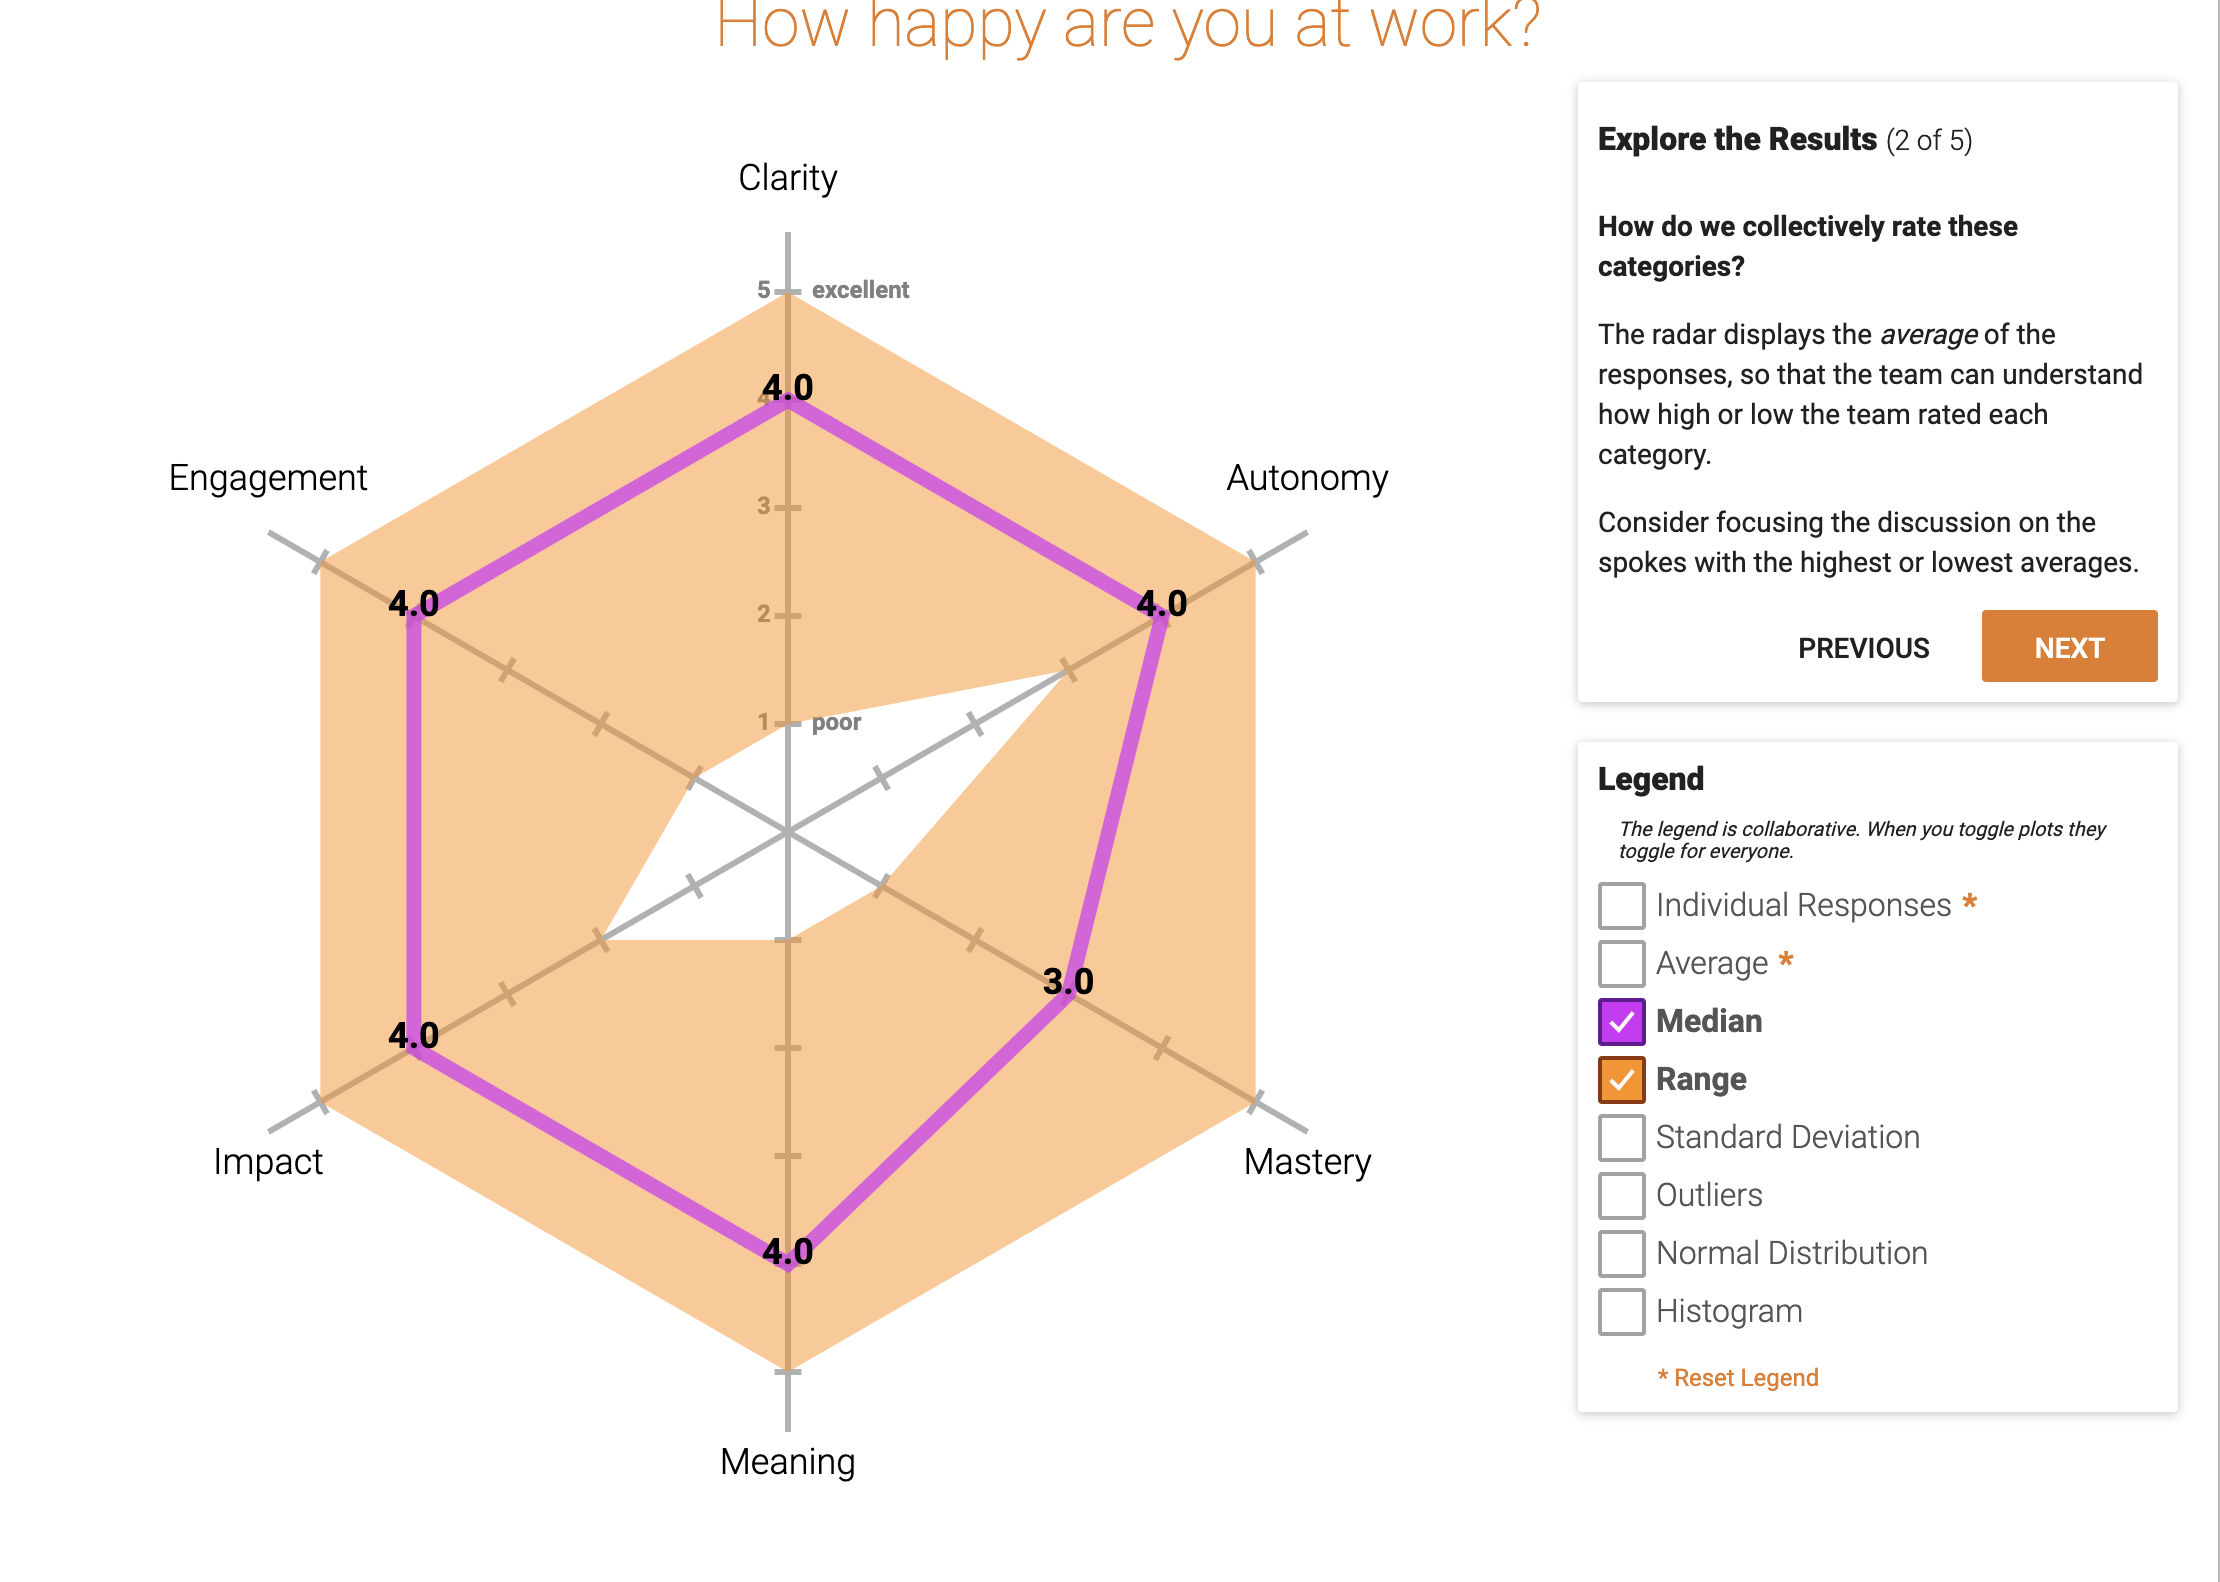 How happy are you at work?
Clarity
5 excellent
4.0
4
Engagement
Autonomy
3
4.0
4.0
2
1 poor
3.0
4.0
Impact
Mastery
4.0
Meaning
Explore the Results (2 of 5)
How do we collectively rate these
categories?
The radar displays the average of the
responses, so that the team can understand
how high or low the team rated each
category.
Consider focusing the discussion on the
spokes with the highest or lowest averages.
PREVIOUS
NEXT
Legend
The legend is collaborative. When you toggle plots they
toggle for everyone.
Individual Responses *
Average *
Median
Range
Standard Deviation
Outliers
Normal Distribution
Histogram
* Reset Legend